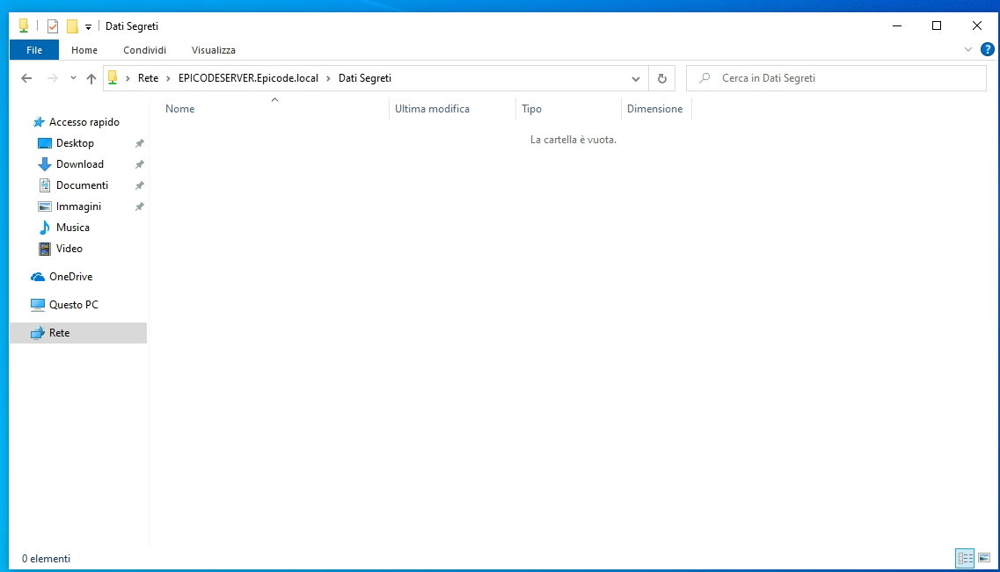 Dati Segreti
File Home Condividi Visualizza
Rete EPICODESERVER.Epicode.local Dati Segreti
Cerca in Dati Segreti
Nome Ultima modifica Tipo Dimensione
La cartella è vuota.
Accesso rapido
Desktop
Download
Documenti
Immagini
Musica
Video
OneDrive
Questo PC
Rete
0 elementi